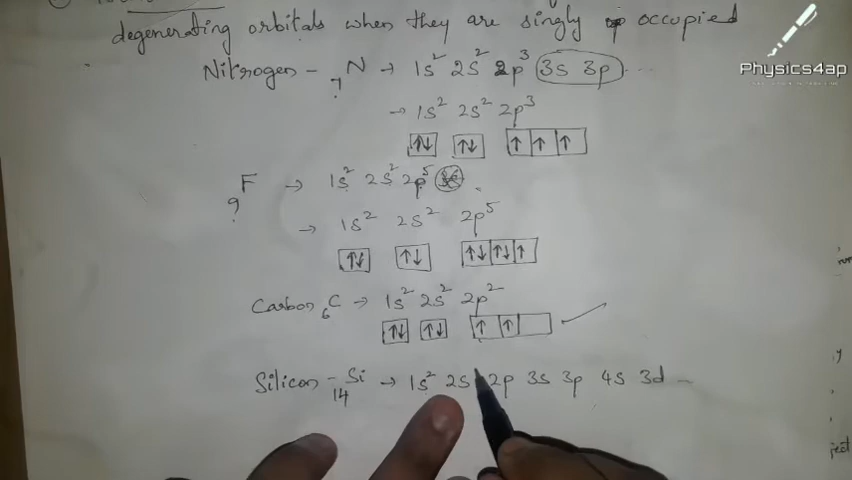 degenerating orbitals when they are singly occupied
Physics4ap
Nitrogen - ₇N → 1s² 2s² 2p³ 3s 3p ...
→ 1s² 2s² 2p³
↑↓ ↑↓ ↑ ↑ ↑
₉F → 1s² 2s² 2p⁵
→ 1s² 2s² 2p⁵
↑↓ ↑↓ ↑↓ ↑↓ ↑
Carbon ₆C → 1s² 2s² 2p²
↑↓ ↑↓ ↑ ↑
Silicon - ₁₄Si → 1s² 2s 2p 3s 3p 4s 3d